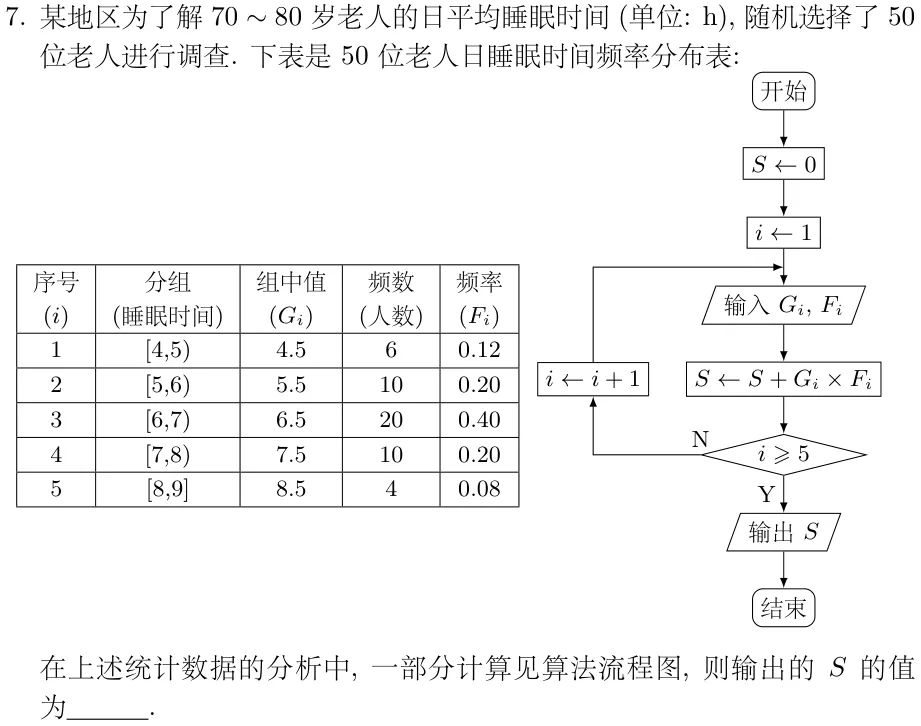 7. 某地区为了解 70 ~ 80 岁老人的日平均睡眠时间 (单位: h), 随机选择了 50
位老人进行调查. 下表是 50 位老人日睡眠时间频率分布表:
序号 分组 组中值 频数 频率
(i) (睡眠时间) (Gᵢ) (人数) (Fᵢ)
1 [4,5) 4.5 6 0.12
2 [5,6) 5.5 10 0.20
3 [6,7) 6.5 20 0.40
4 [7,8) 7.5 10 0.20
5 [8,9] 8.5 4 0.08
开始
S ← 0
i ← 1
输入 Gᵢ, Fᵢ
i ← i + 1
S ← S + Gᵢ × Fᵢ
N
i ⩾ 5
Y
输出 S
结束
在上述统计数据的分析中, 一部分计算见算法流程图, 则输出的 S 的值
为______.